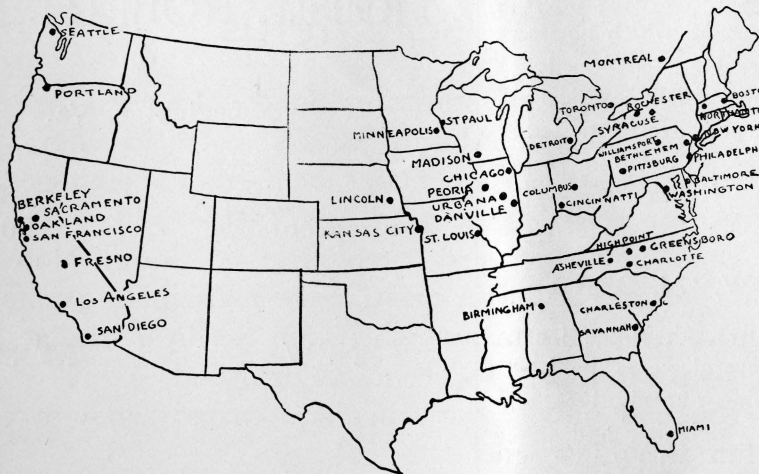 SEATTLE
PORTLAND
BERKELEY
SACRAMENTO
OAKLAND
SAN FRANCISCO
FRESNO
LOS ANGELES
SAN DIEGO
MINNEAPOLIS
ST PAUL
MADISON
CHICAGO
PEORIA
URBANA
DANVILLE
LINCOLN
KANSAS CITY
ST. LOUIS
DETROIT
COLUMBUS
CINCINNATTI
MONTREAL
TORONTO
ROCHESTER
SYRACUSE
BOST
NEW YORK
WILLIAMSPORT
BETHLEHEM
PITTSBURG
PHILADELPH
BALTIMORE
WASHINGTON
HIGHPOINT
GREENSBORO
ASHEVILLE
CHARLOTTE
BIRMINGHAM
CHARLESTON
SAVANNAH
MIAMI